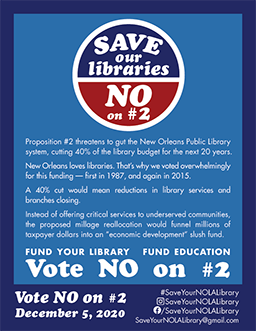 SAVE
our
libraries
NO
on #2
Proposition #2 threatens to gut the New Orleans Public Library
system, cutting 40% of the library budget for the next 20 years.
New Orleans loves libraries. That's why we voted overwhelmingly
for this funding — first in 1987, and again in 2015.
A 40% cut would mean reductions in library services and
branches closing.
Instead of offering critical services to underserved communities,
the proposed millage reallocation would funnel millions of
taxpayer dollars into an "economic development" slush fund.
FUND YOUR LIBRARY FUND EDUCATION
Vote NO on #2
Vote NO on #2
December 5, 2020
#SaveYourNOLALibrary
@SaveYourNOLALibrary
/SaveYourNOLALibrary
SaveYourNOLALibrary@gmail.com